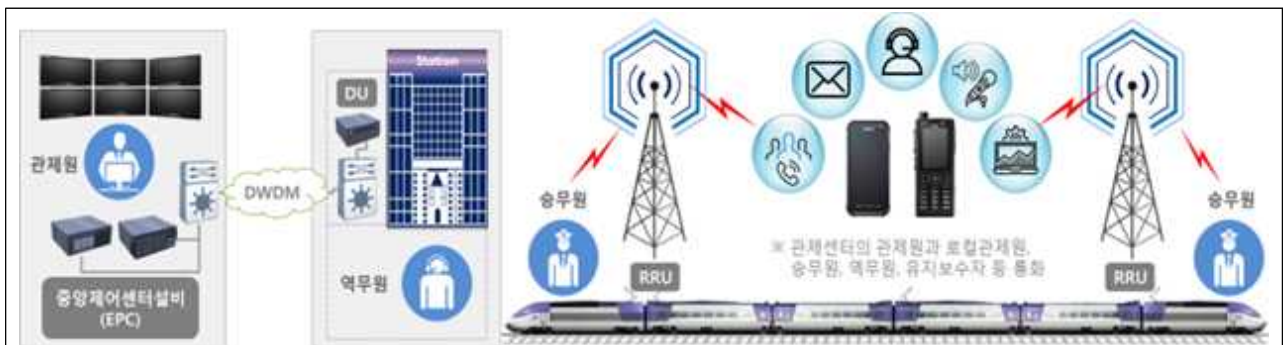 관제원
중앙제어센터설비
(EPC)
DWDM
Station
DU
역무원
승무원
RRU
※ 관제센터의 관제원과 로컬관제원,
승무원, 역무원, 유지보수자 등 통화
RRU
승무원